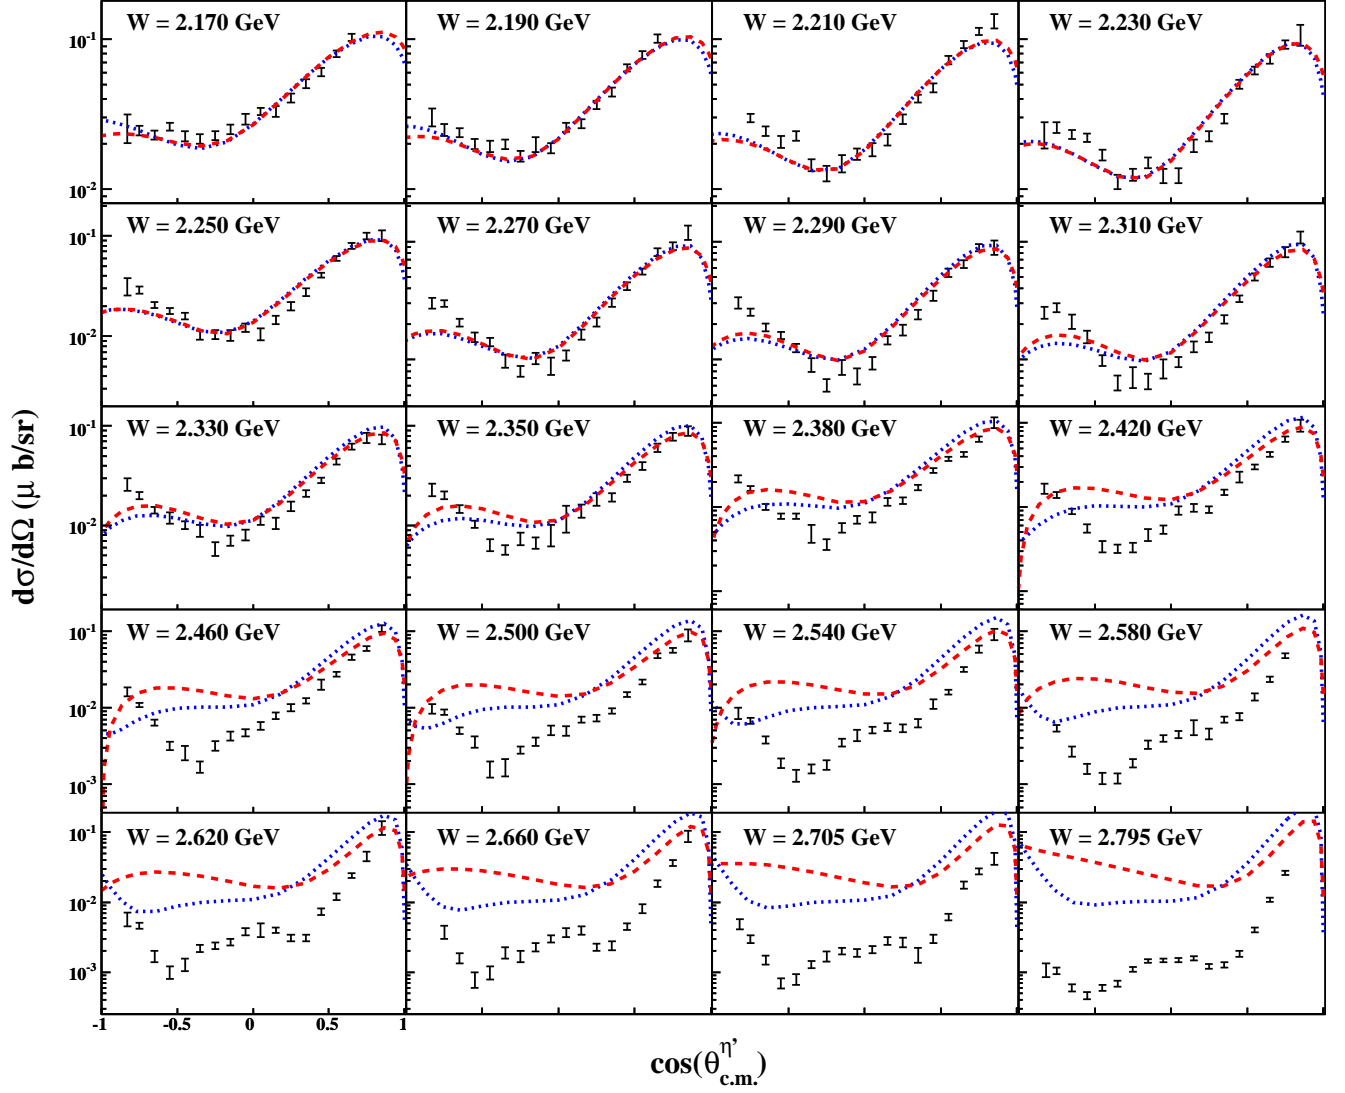 W = 2.170 GeV
W = 2.190 GeV
W = 2.210 GeV
W = 2.230 GeV
10⁻¹
10⁻²
W = 2.250 GeV
W = 2.270 GeV
W = 2.290 GeV
W = 2.310 GeV
10⁻¹
10⁻²
W = 2.330 GeV
W = 2.350 GeV
W = 2.380 GeV
W = 2.420 GeV
10⁻¹
10⁻²
dσ/dΩ (μ b/sr)
W = 2.460 GeV
W = 2.500 GeV
W = 2.540 GeV
W = 2.580 GeV
10⁻¹
10⁻²
10⁻³
W = 2.620 GeV
W = 2.660 GeV
W = 2.705 GeV
W = 2.795 GeV
10⁻¹
10⁻²
10⁻³
-1 -0.5 0 0.5 1
cos(θ_{c.m.}^{η'})